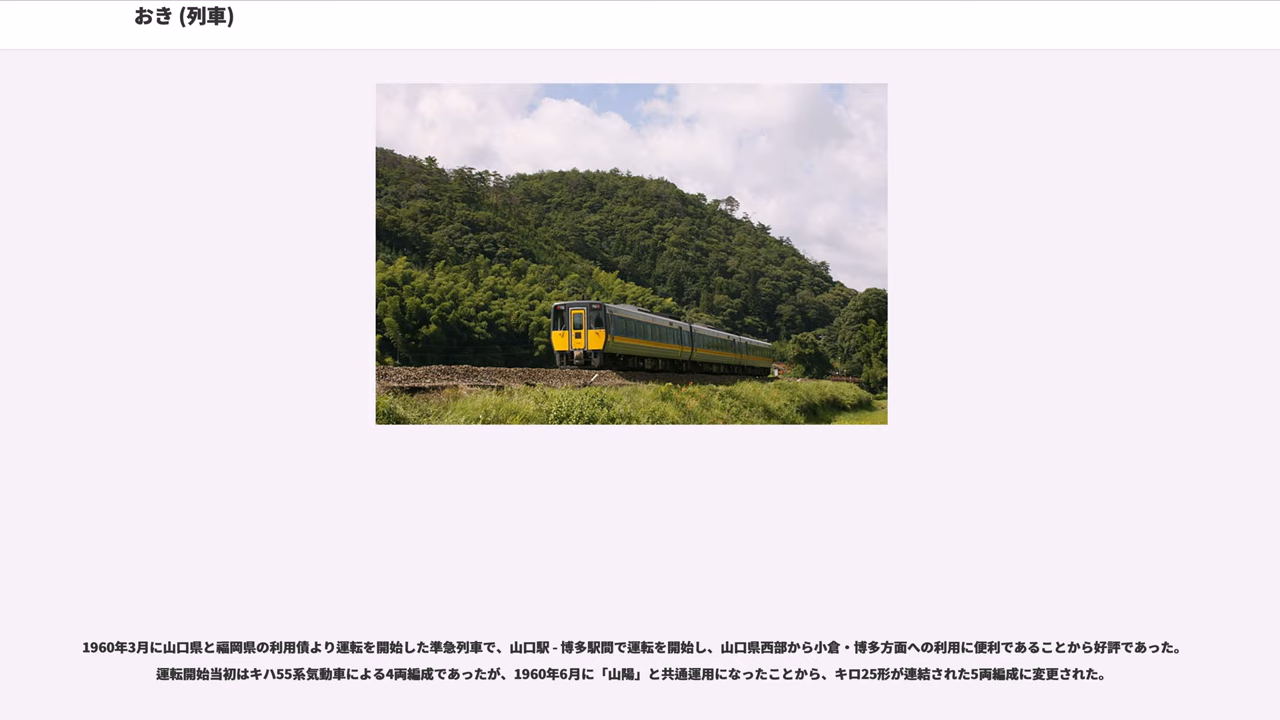 おき (列車)
1960年3月に山口県と福岡県の利用債より運転を開始した準急列車で、山口駅 - 博多駅間で運転を開始し、山口県西部から小倉・博多方面への利用に便利であることから好評であった。
運転開始当初はキハ55系気動車による4両編成であったが、1960年6月に「山陽」と共通運用になったことから、キロ25形が連結された5両編成に変更された。